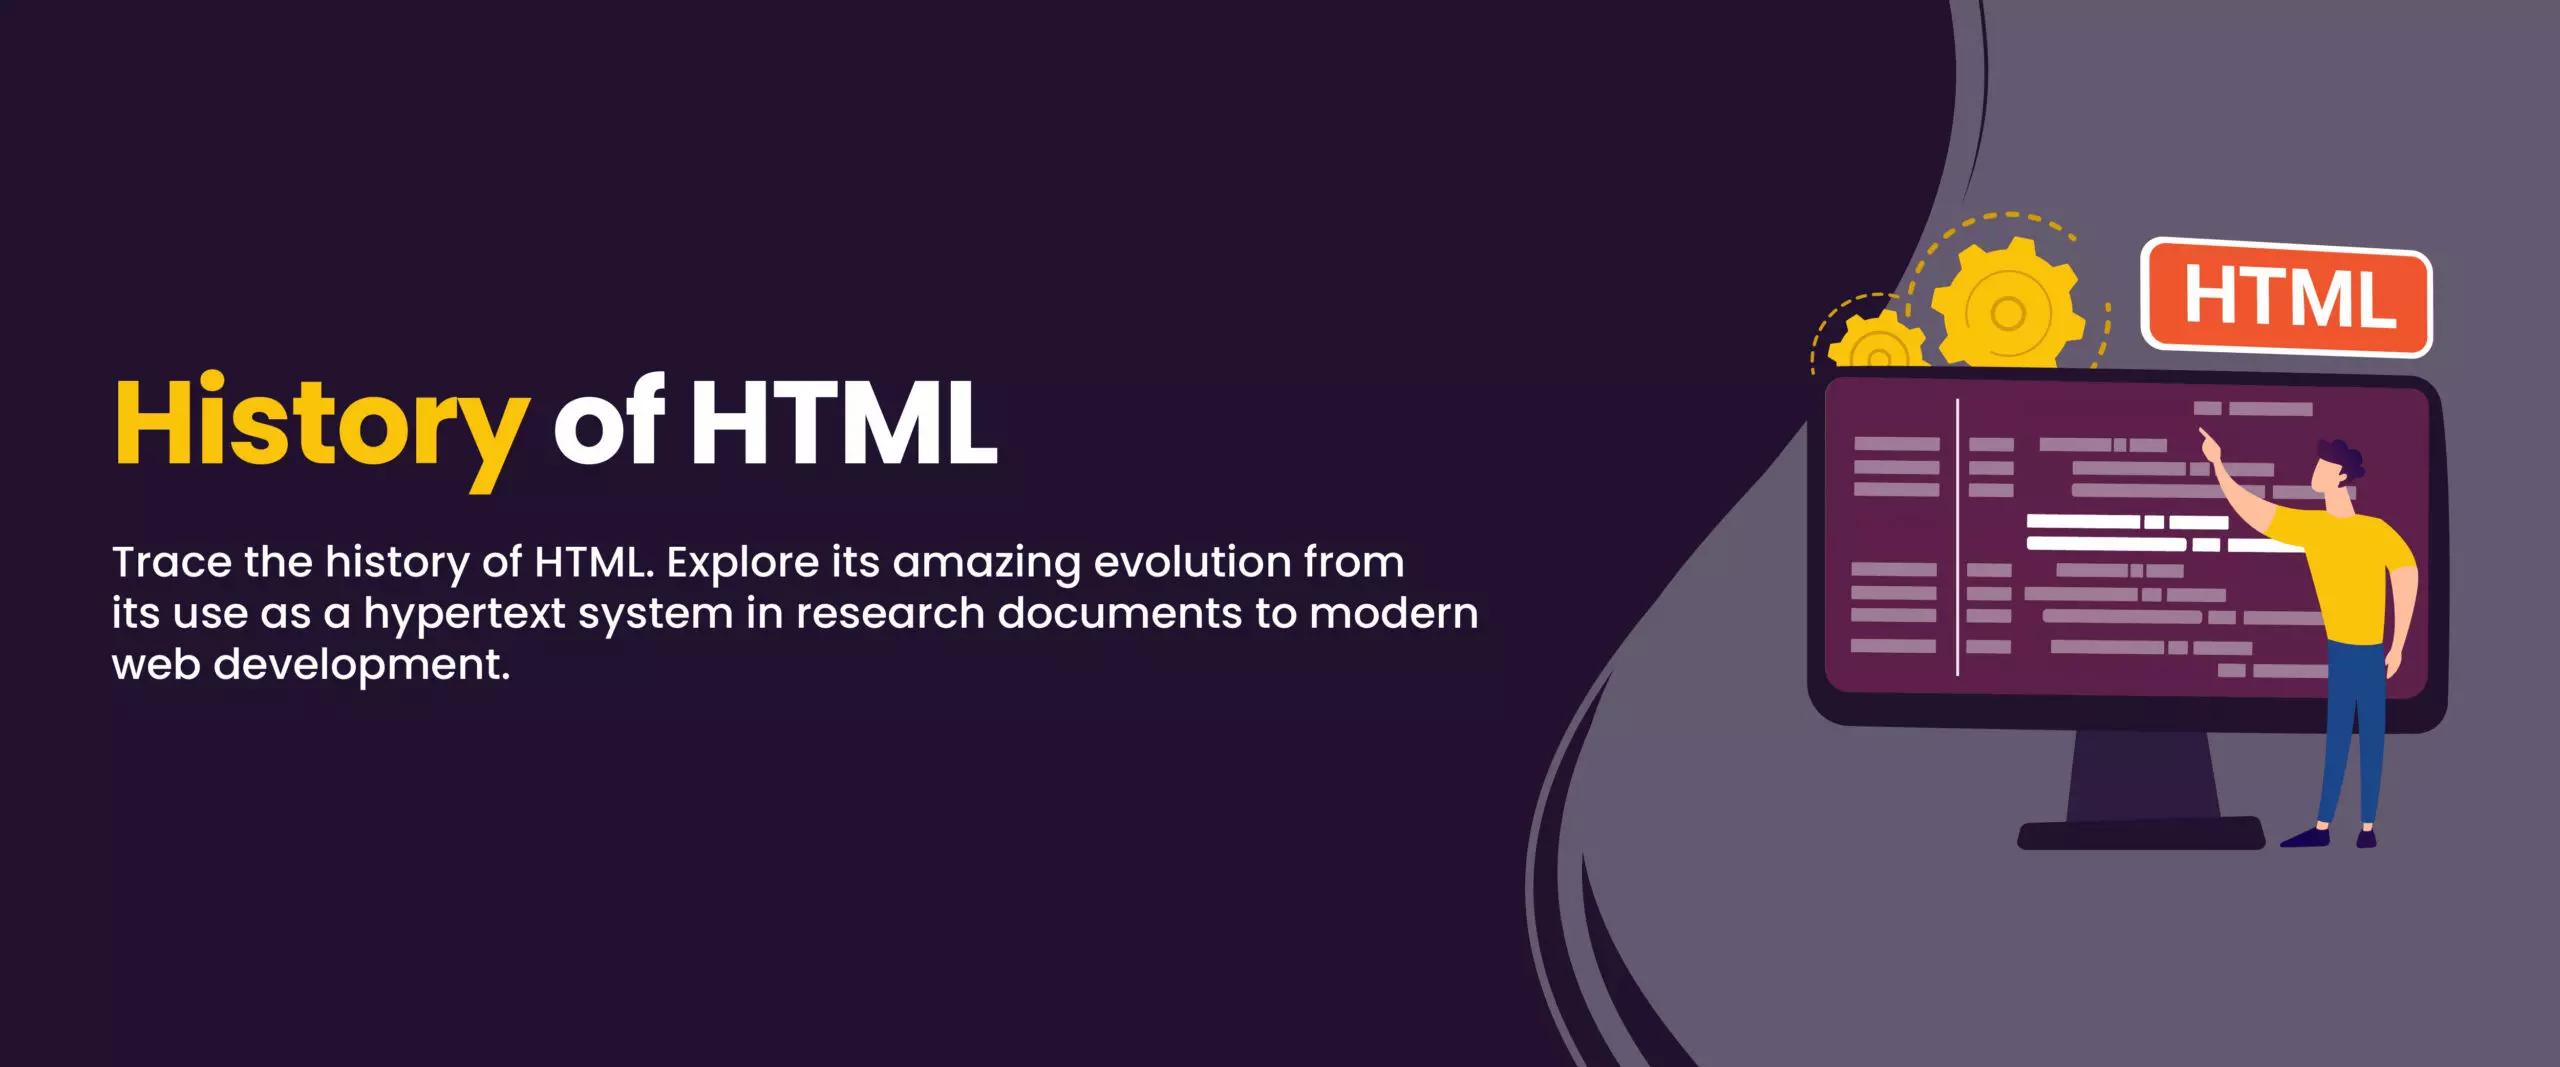 History of HTML
Trace the history of HTML. Explore its amazing evolution from
its use as a hypertext system in research documents to modern
web development.
HTML